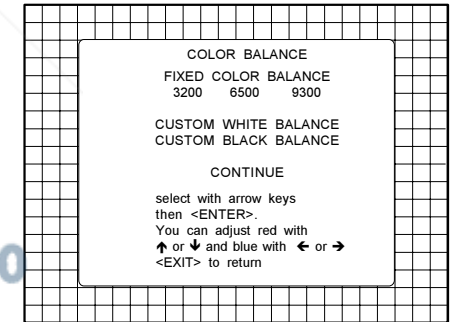 COLOR BALANCE
FIXED COLOR BALANCE
3200 6500 9300
CUSTOM WHITE BALANCE
CUSTOM BLACK BALANCE
CONTINUE
select with arrow keys
then <ENTER>.
You can adjust red with
↑ or ↓ and blue with ← or →
<EXIT> to return